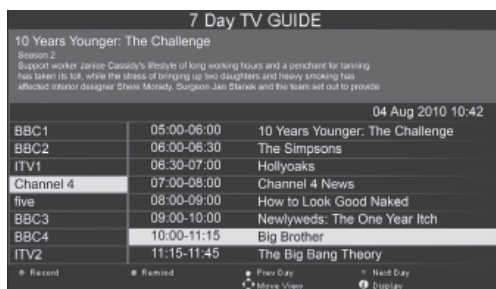 7 Day TV GUIDE
10 Years Younger: The Challenge
Season 2
Support worker Janice Cassidy's lifestyle of long working hours and a penchant for tanning
has taken its toll, while the stress of bringing up two daughters and heavy smoking has
affected interior designer Shere Morady. Surgeon Jan Stanek and the team set out to provide
04 Aug 2010 10:42
BBC1 05:00-06:00 10 Years Younger: The Challenge
BBC2 06:00-06:30 The Simpsons
ITV1 06:30-07:00 Hollyoaks
Channel 4 07:00-08:00 Channel 4 News
five 08:00-09:00 How to Look Good Naked
BBC3 09:00-10:00 Newlyweds: The One Year Itch
BBC4 10:00-11:15 Big Brother
ITV2 11:15-11:45 The Big Bang Theory
Record Remind Prev Day Next Day
Move View Display